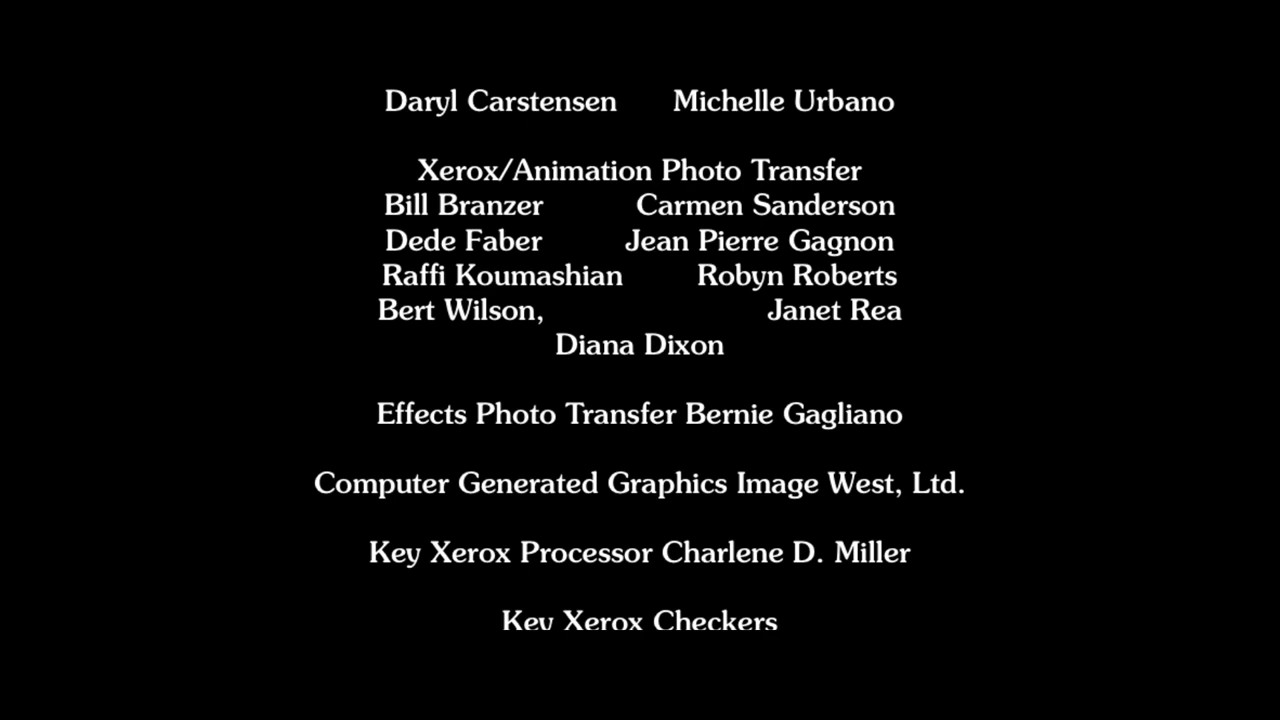 Daryl Carstensen Michelle Urbano
Xerox/Animation Photo Transfer
Bill Branzer Carmen Sanderson
Dede Faber Jean Pierre Gagnon
Raffi Koumashian Robyn Roberts
Bert Wilson, Janet Rea
Diana Dixon
Effects Photo Transfer Bernie Gagliano
Computer Generated Graphics Image West, Ltd.
Key Xerox Processor Charlene D. Miller
Key Xerox Checkers